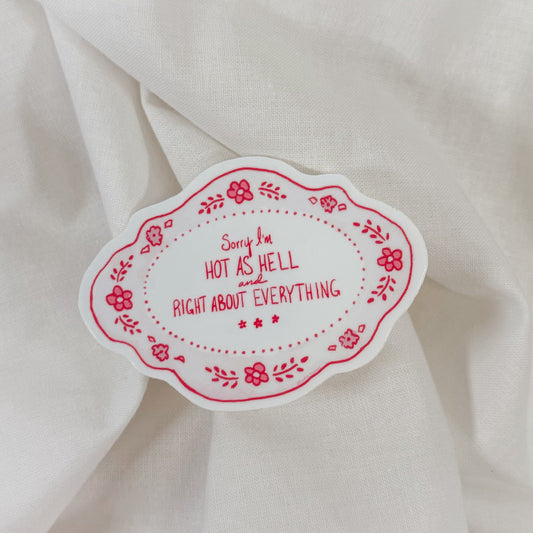 Sorry I'm
HOT AS HELL
and
RIGHT ABOUT EVERYTHING